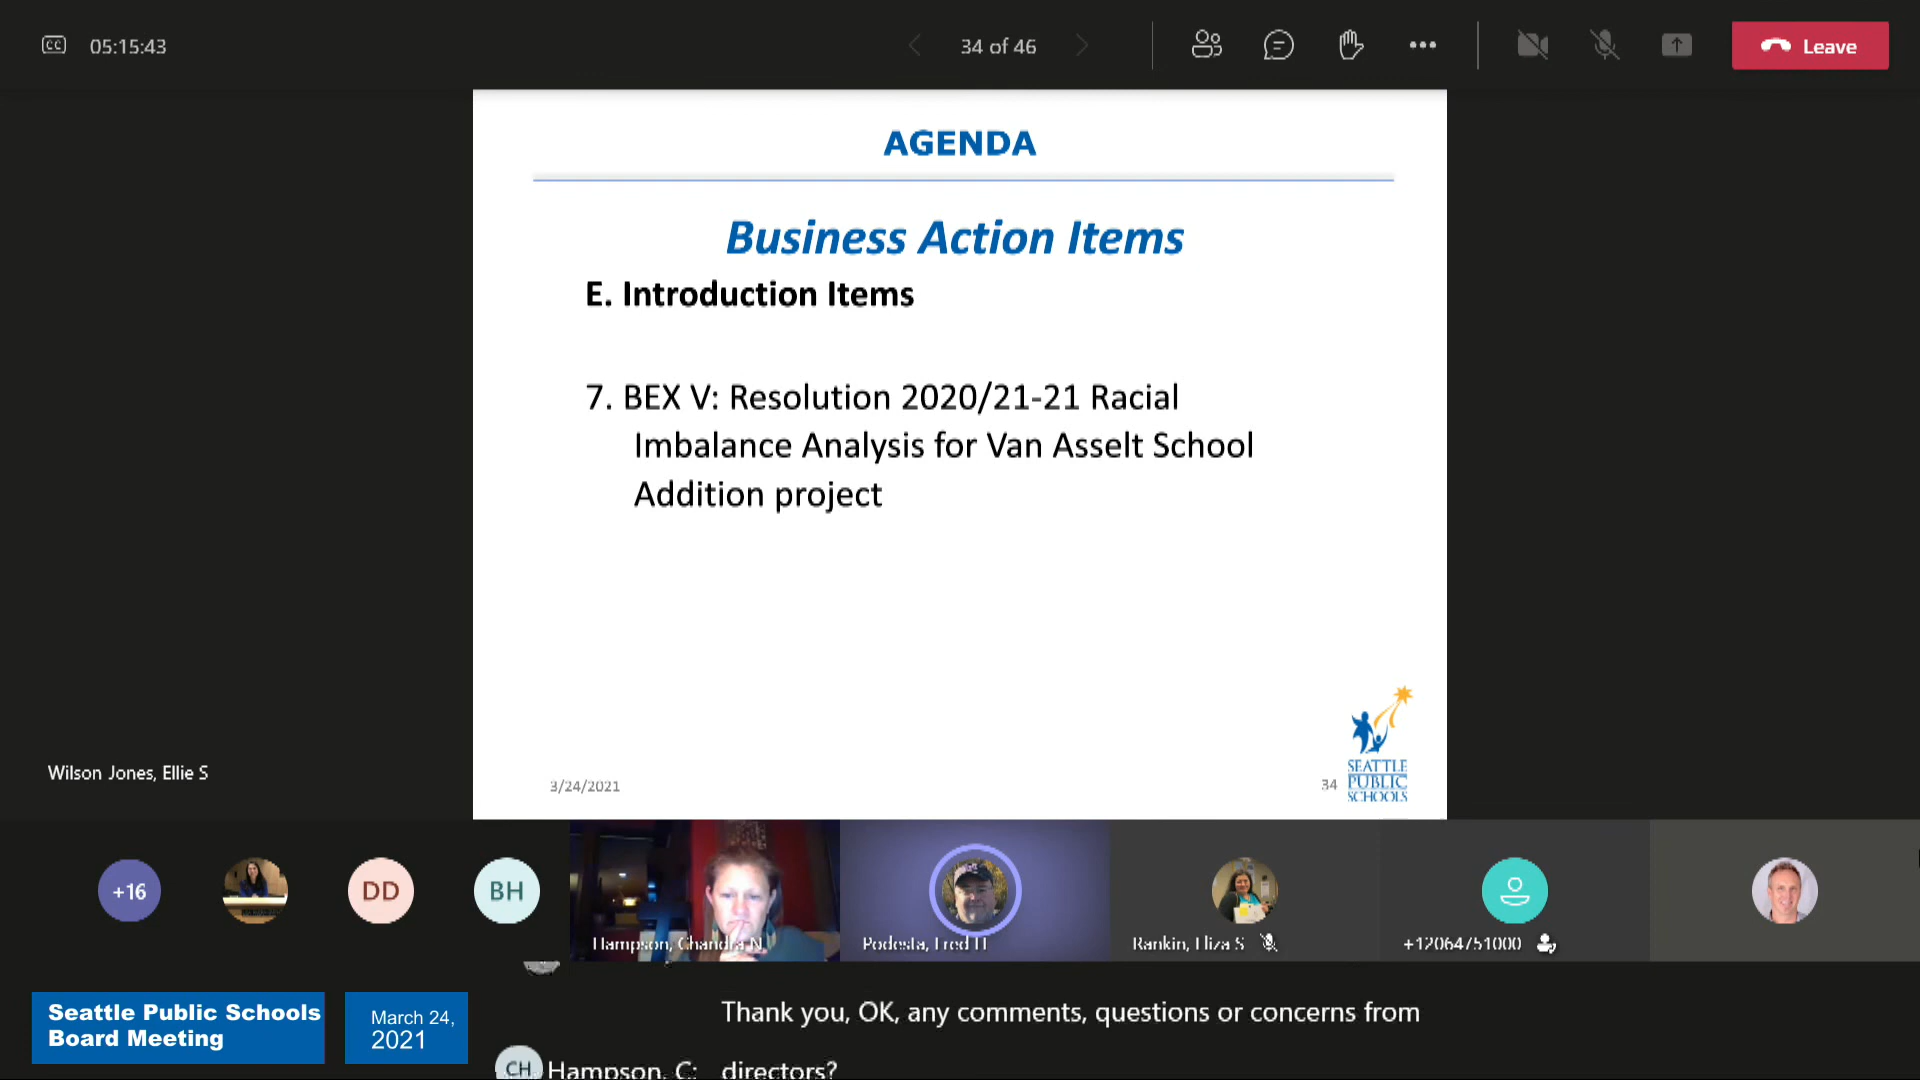 CC 05:15:43
34 of 46
Leave
AGENDA
Business Action Items
E. Introduction Items
7. BEX V: Resolution 2020/21-21 Racial
Imbalance Analysis for Van Asselt School
Addition project
3/24/2021
34
SEATTLE
PUBLIC
SCHOOLS
Wilson Jones, Ellie S
+16
DD
BH
Hampson, Chandra N
Podesta, Fred H
Rankin, Liza S
+12064751000
Seattle Public Schools
Board Meeting
March 24,
2021
Thank you, OK, any comments, questions or concerns from
CH Hampson, C: directors?